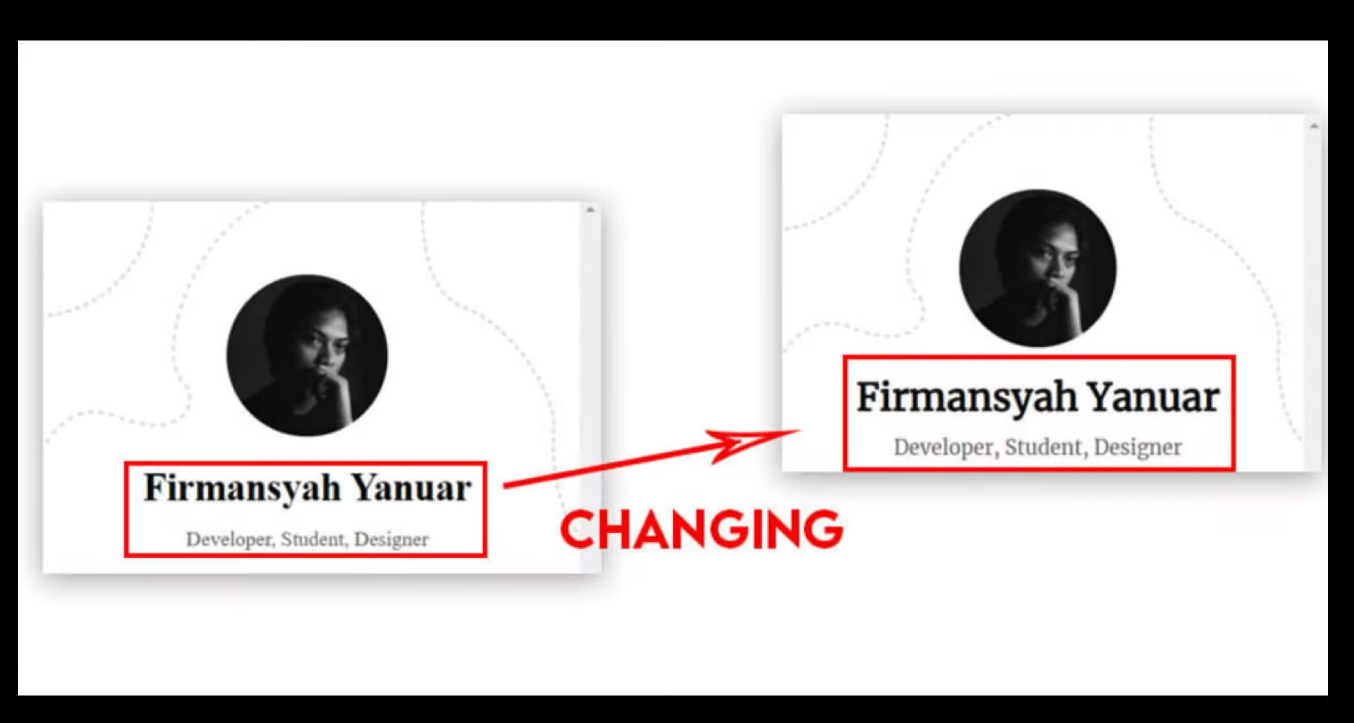 Firmansyah Yanuar
Developer, Student, Designer
CHANGING
Firmansyah Yanuar
Developer, Student, Designer